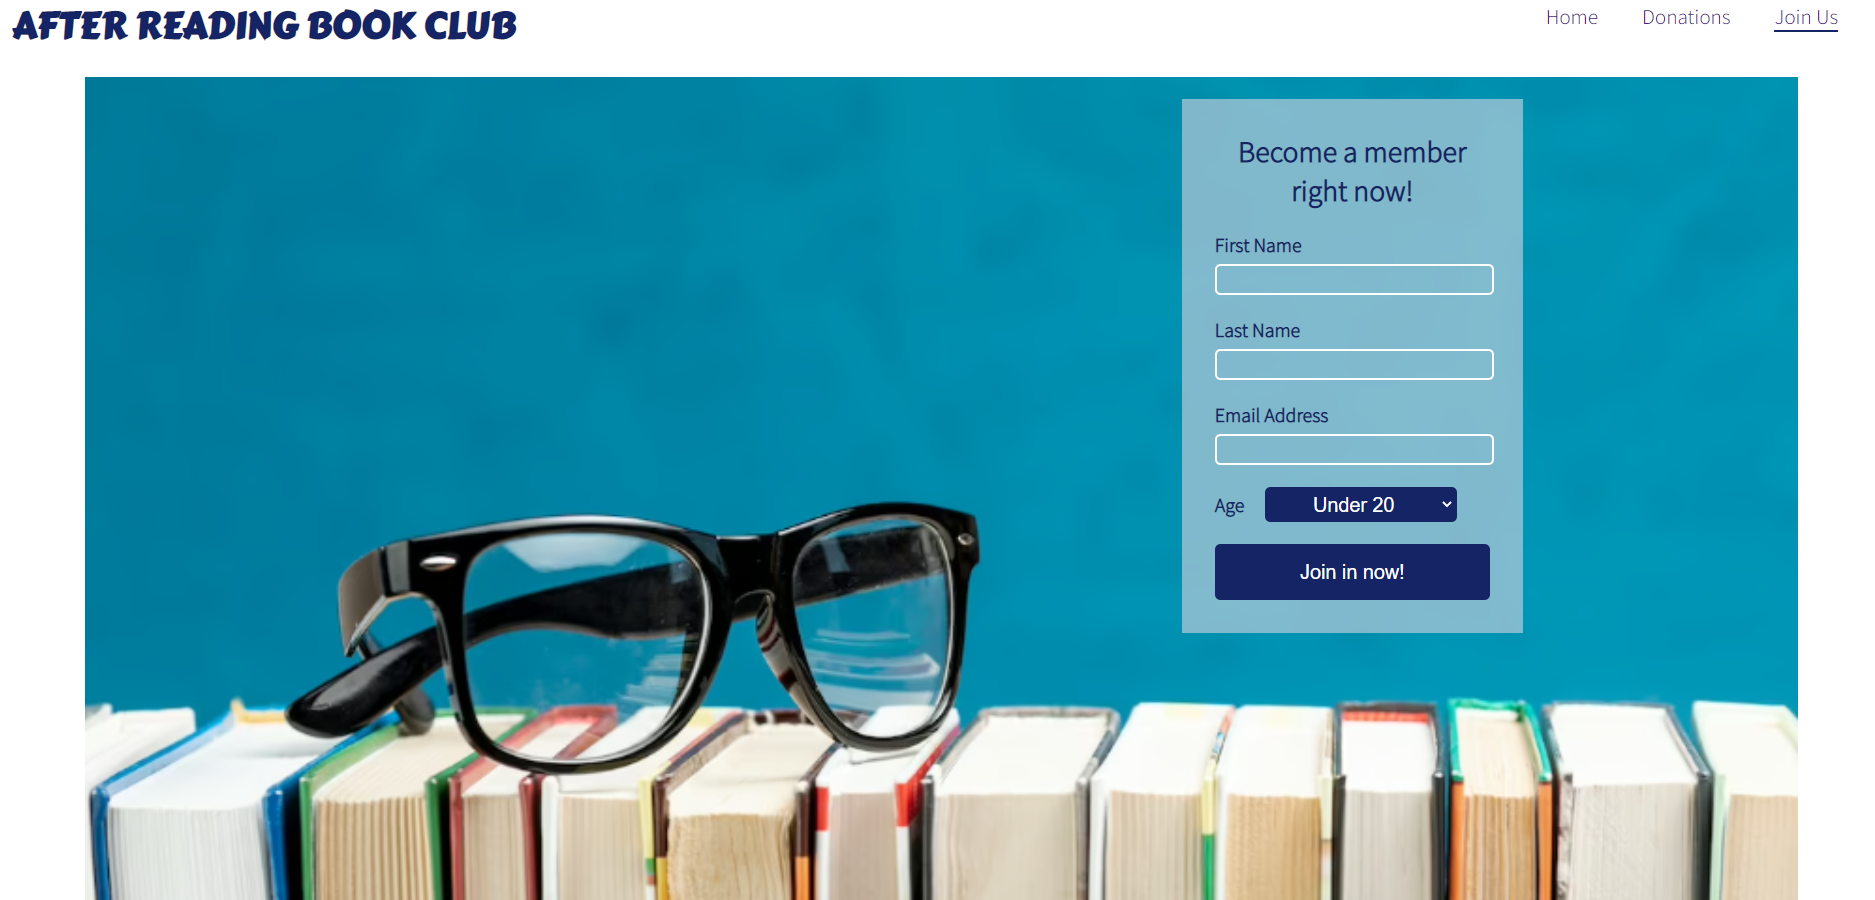 AFTER READING BOOK CLUB
Home Donations Join Us
Become a member
right now!
First Name
Last Name
Email Address
Age Under 20
Join in now!